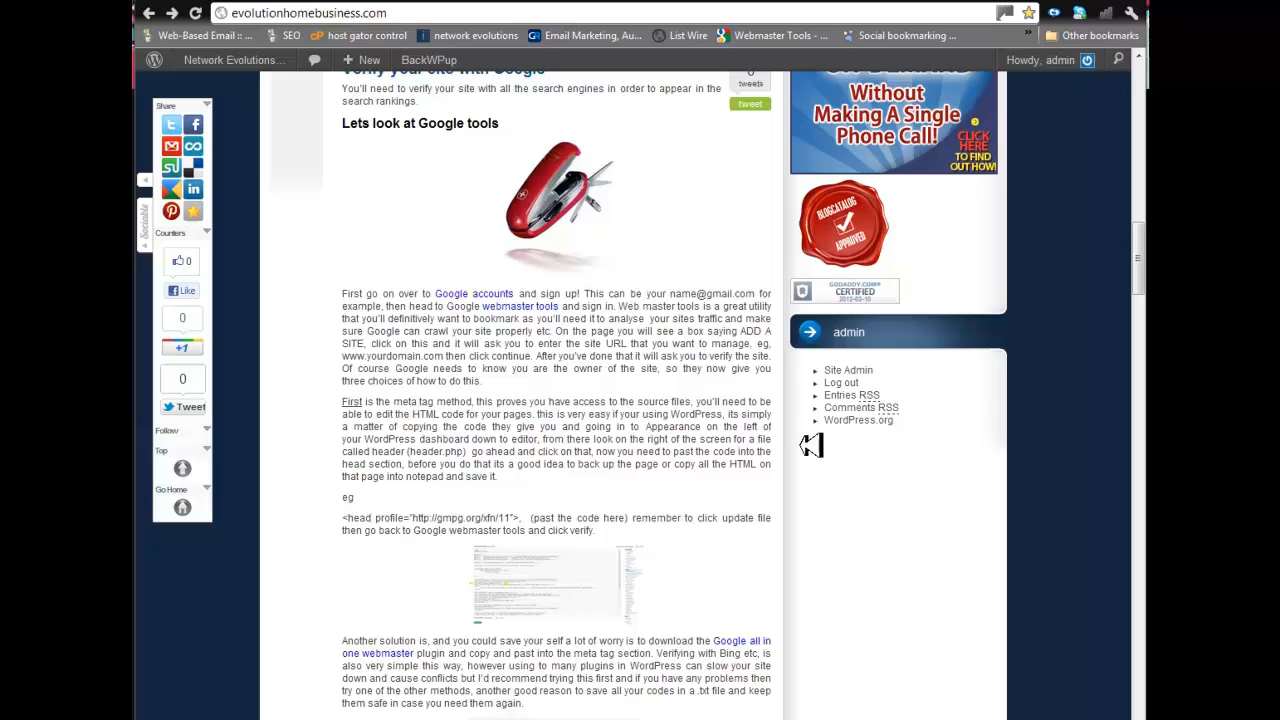 evolutionhomebusiness.com
Web-Based Email :: ...
SEO
host gator control
network evolutions
Email Marketing, Au...
List Wire
Webmaster Tools - ...
Social bookmarking ...
»
Other bookmarks
Network Evolutions...
New
BackWPup
Howdy, admin
Share
Counters
0
Like
0
+1
0
Tweet
Follow
Top
Go Home
Sociable
Verify your site with Google
You'll need to verify your site with all the search engines in order to appear in the
search rankings.
0
tweets
tweet
Lets look at Google tools
First go on over to Google accounts and sign up! This can be your name@gmail.com for
example, then head to Google webmaster tools and sign in. Web master tools is a great utility
that you'll definitively want to bookmark as you'll need it to analyse your sites traffic and make
sure Google can crawl your site properly etc. On the page you will see a box saying ADD A
SITE, click on this and it will ask you to enter the site URL that you want to manage, eg,
www.yourdomain.com then click continue. After you've done that it will ask you to verify the site.
Of course Google needs to know you are the owner of the site, so they now give you
three choices of how to do this.
First is the meta tag method, this proves you have access to the source files, you'll need to be
able to edit the HTML code for your pages. this is very easy if your using WordPress, its simply
a matter of copying the code they give you and going in to Appearance on the left of
your WordPress dashboard down to editor, from there look on the right of the screen for a file
called header (header.php) go ahead and click on that, now you need to past the code into the
head section, before you do that its a good idea to back up the page or copy all the HTML on
that page into notepad and save it.
eg
<head profile="http://gmpg.org/xfn/11">, (past the code here) remember to click update file
then go back to Google webmaster tools and click verify.
Another solution is, and you could save your self a lot of worry is to download the Google all in
one webmaster plugin and copy and past into the meta tag section. Verifying with Bing etc, is
also very simple this way, however using to many plugins in WordPress can slow your site
down and cause conflicts but I'd recommend trying this first and if you have any problems then
try one of the other methods, another good reason to save all your codes in a .txt file and keep
them safe in case you need them again.
Without
Making A Single
Phone Call!
CLICK
HERE
TO FIND
OUT HOW!
BLOGCATALOG
APPROVED
GODADDY.COM®
CERTIFIED
2012-02-10
admin
Site Admin
Log out
Entries RSS
Comments RSS
WordPress.org